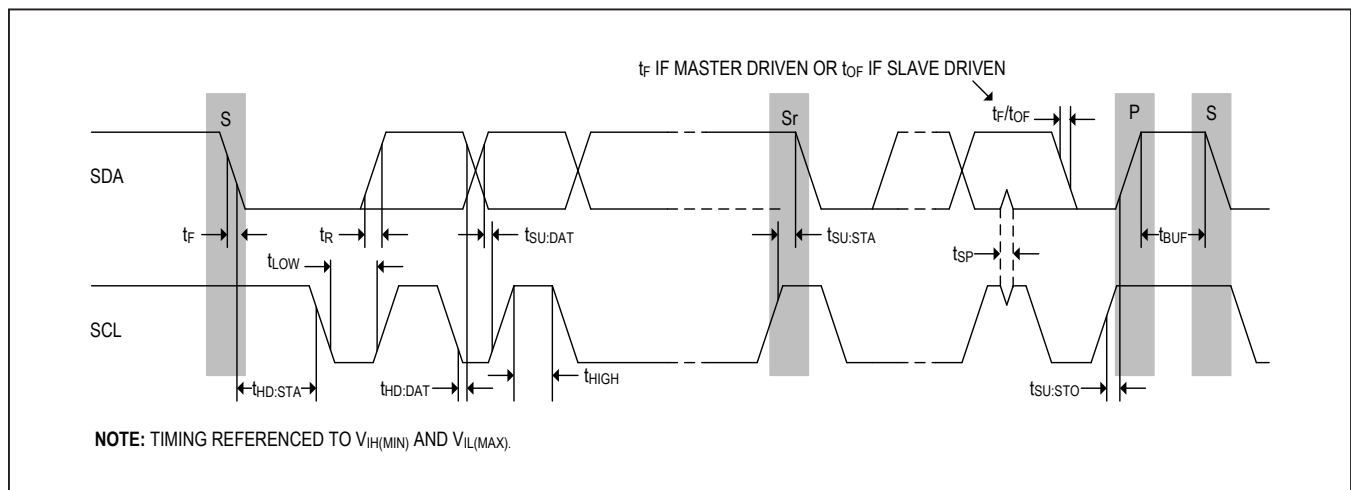 tF IF MASTER DRIVEN OR tOF IF SLAVE DRIVEN
S
Sr
tF/tOF
P
S
SDA
tF
tR
tSU:DAT
tSU:STA
tBUF
tLOW
tSP
SCL
tHD:STA
tHD:DAT
tHIGH
tSU:STO
NOTE: TIMING REFERENCED TO VIH(MIN) AND VIL(MAX).